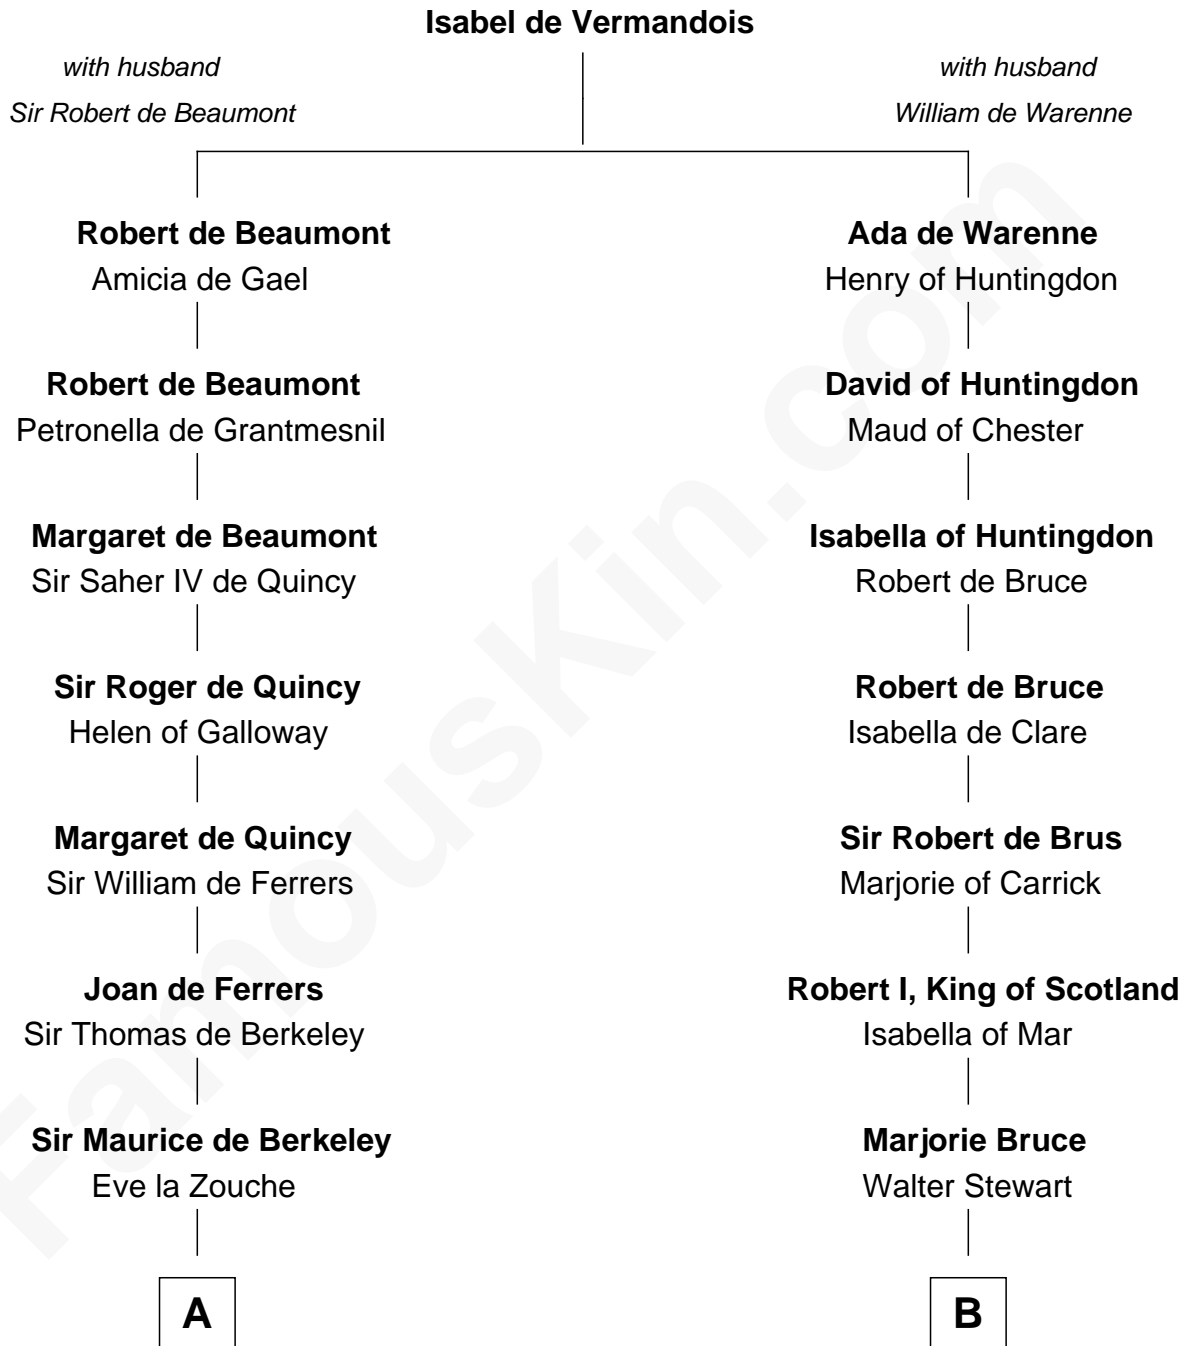 Isabel de Vermandois
with husband
Sir Robert de Beaumont
with husband
William de Warenne
Robert de Beaumont
Amicia de Gael
Robert de Beaumont
Petronella de Grantmesnil
Margaret de Beaumont
Sir Saher IV de Quincy
Sir Roger de Quincy
Helen of Galloway
Margaret de Quincy
Sir William de Ferrers
Joan de Ferrers
Sir Thomas de Berkeley
Sir Maurice de Berkeley
Eve la Zouche
A
Ada de Warenne
Henry of Huntingdon
David of Huntingdon
Maud of Chester
Isabella of Huntingdon
Robert de Bruce
Robert de Bruce
Isabella de Clare
Sir Robert de Brus
Marjorie of Carrick
Robert I, King of Scotland
Isabella of Mar
Marjorie Bruce
Walter Stewart
B
FamousKin.com